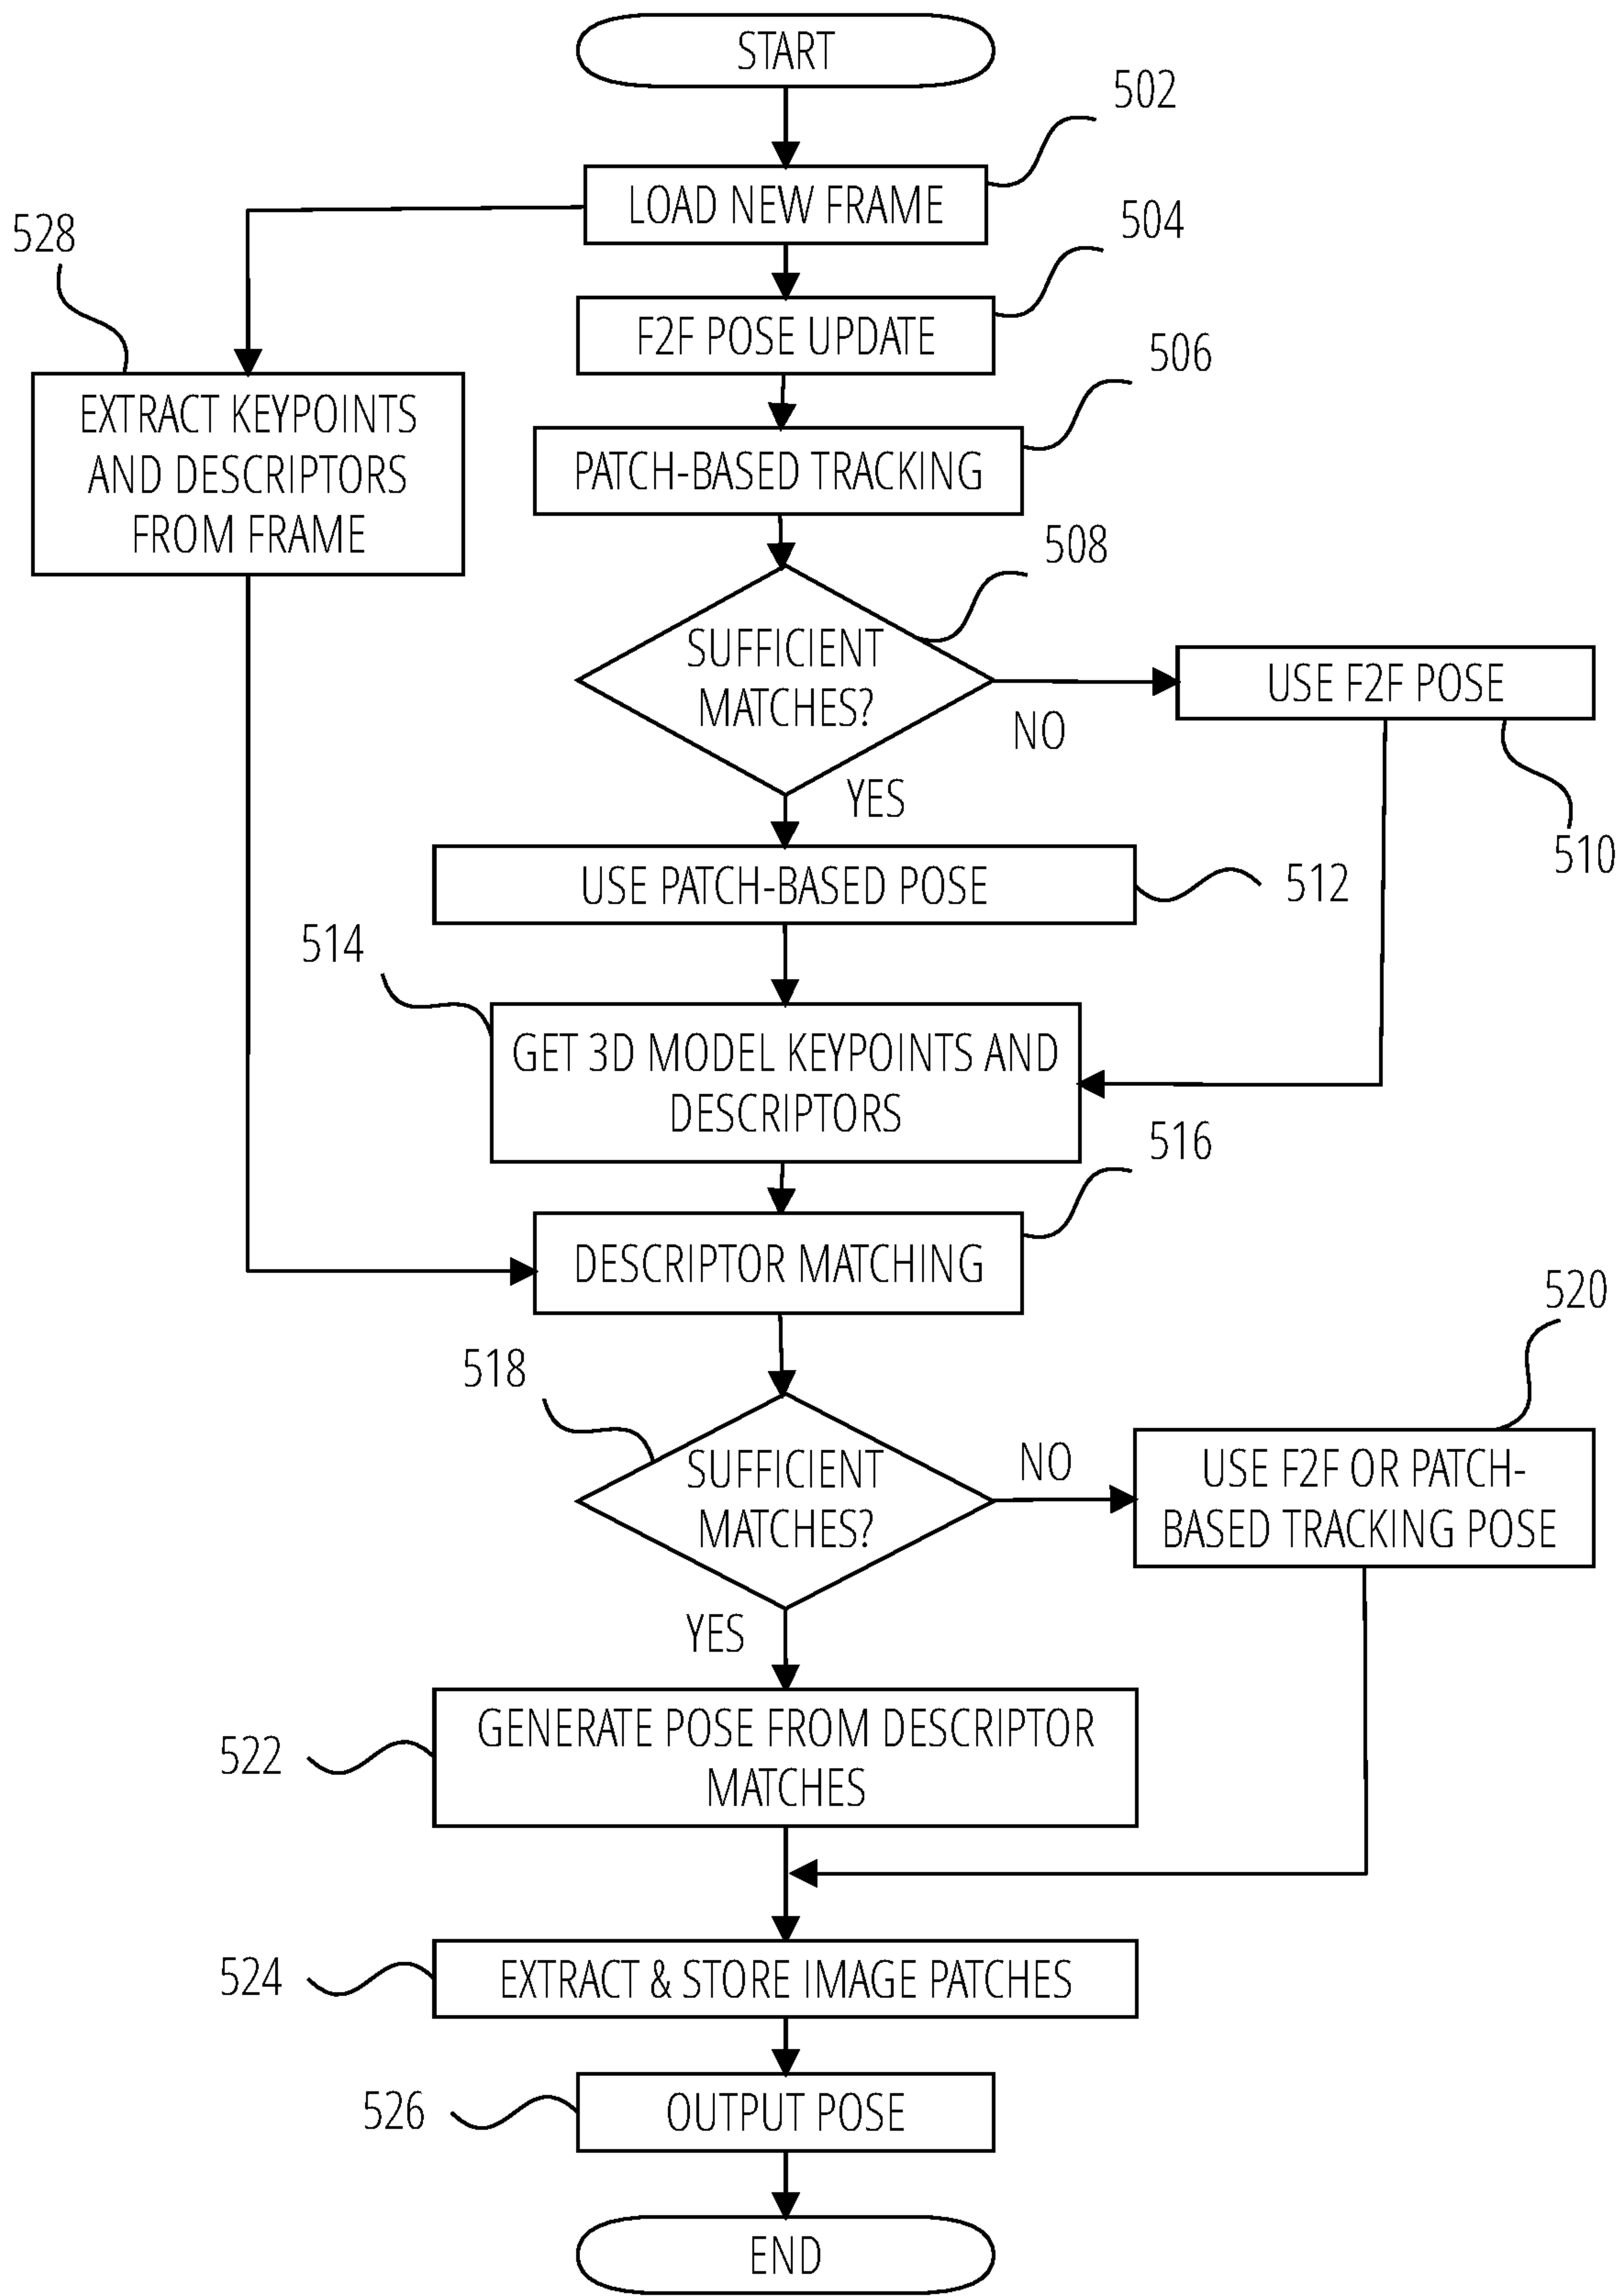 START
502
LOAD NEW FRAME
504
528
F2F POSE UPDATE
506
EXTRACT KEYPOINTS
AND DESCRIPTORS
FROM FRAME
PATCH-BASED TRACKING
508
SUFFICIENT
MATCHES?
USE F2F POSE
NO
YES
510
USE PATCH-BASED POSE
512
514
GET 3D MODEL KEYPOINTS AND
DESCRIPTORS
516
DESCRIPTOR MATCHING
520
518
SUFFICIENT
MATCHES?
NO
USE F2F OR PATCH-
BASED TRACKING POSE
YES
GENERATE POSE FROM DESCRIPTOR
MATCHES
522
524
EXTRACT & STORE IMAGE PATCHES
526
OUTPUT POSE
END